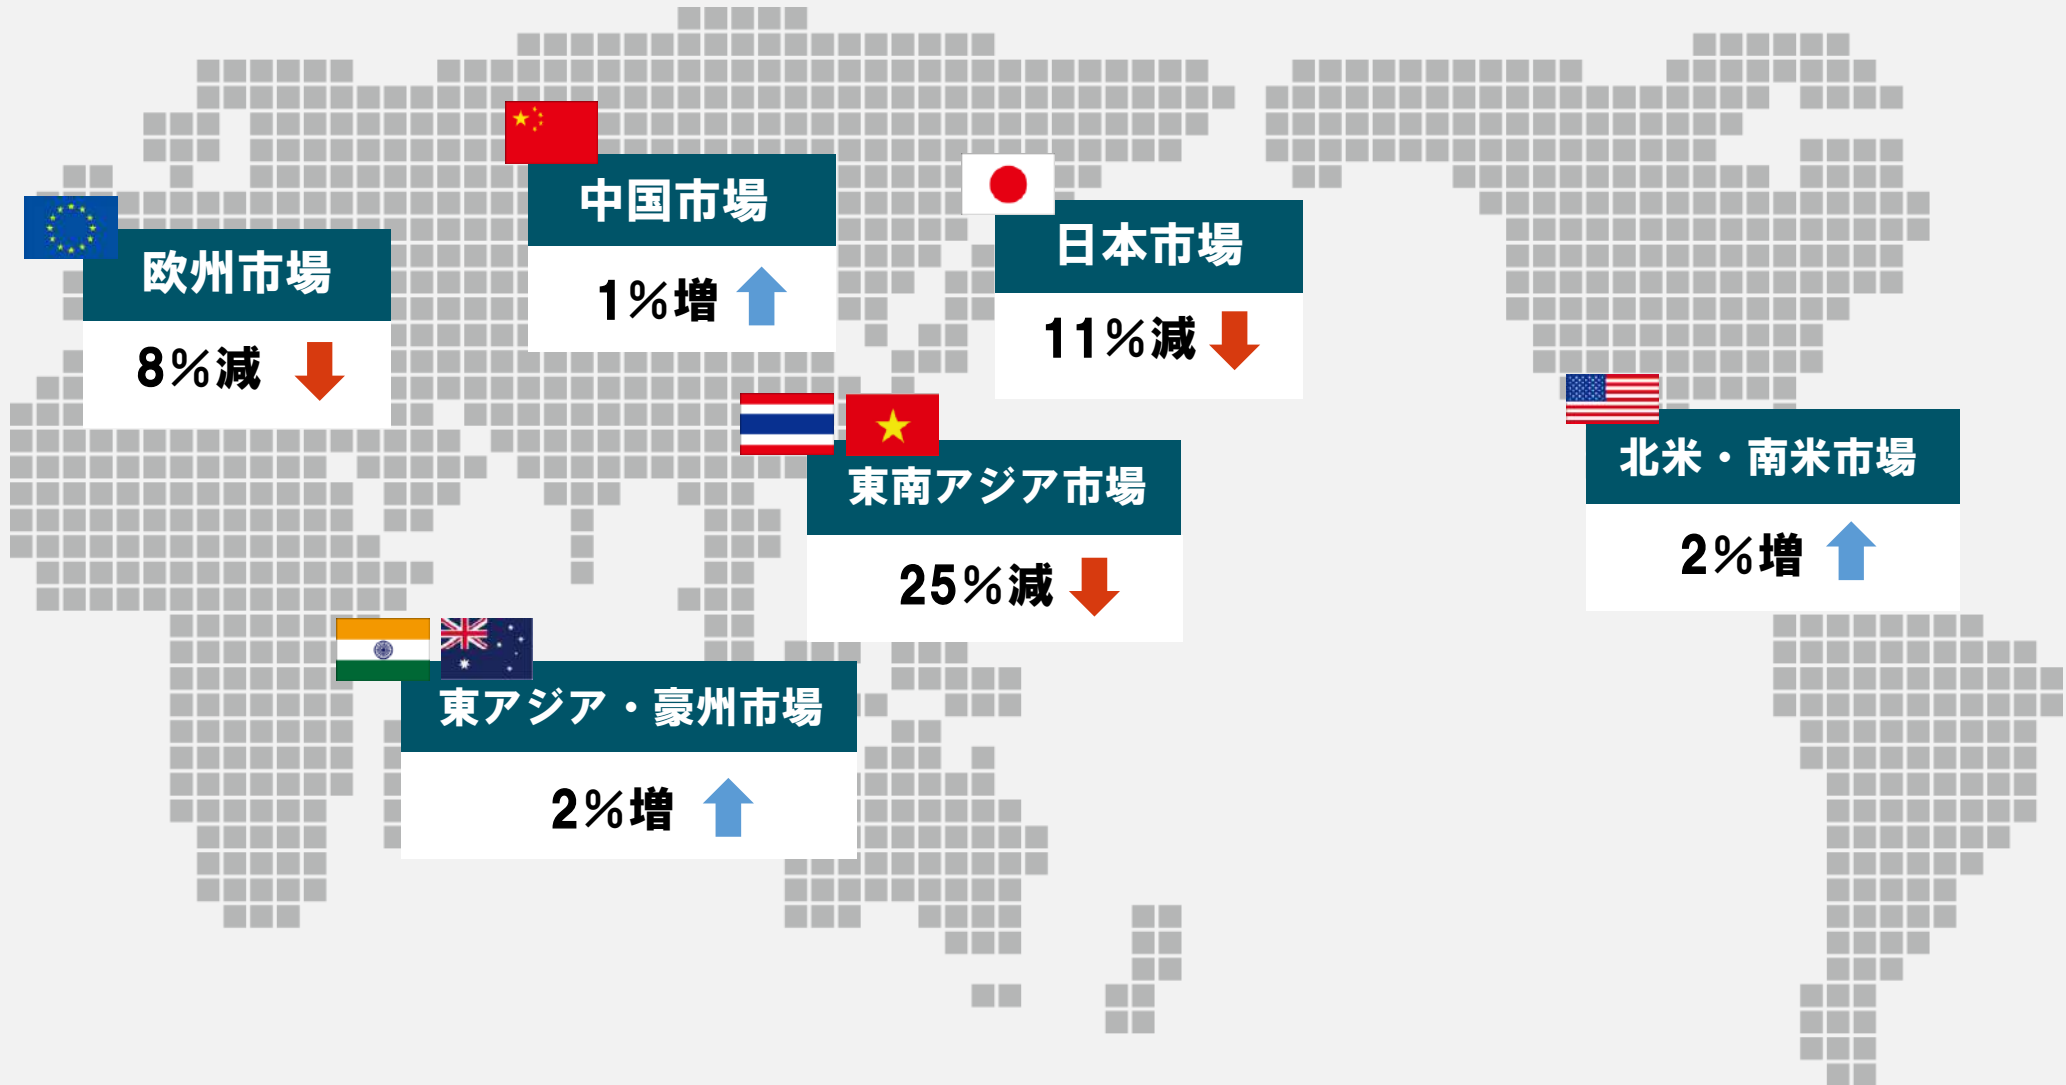 中国市場
1％増
日本市場
11％減
欧州市場
8％減
東南アジア市場
25％減
北米・南米市場
2％増
東アジア・豪州市場
2％増